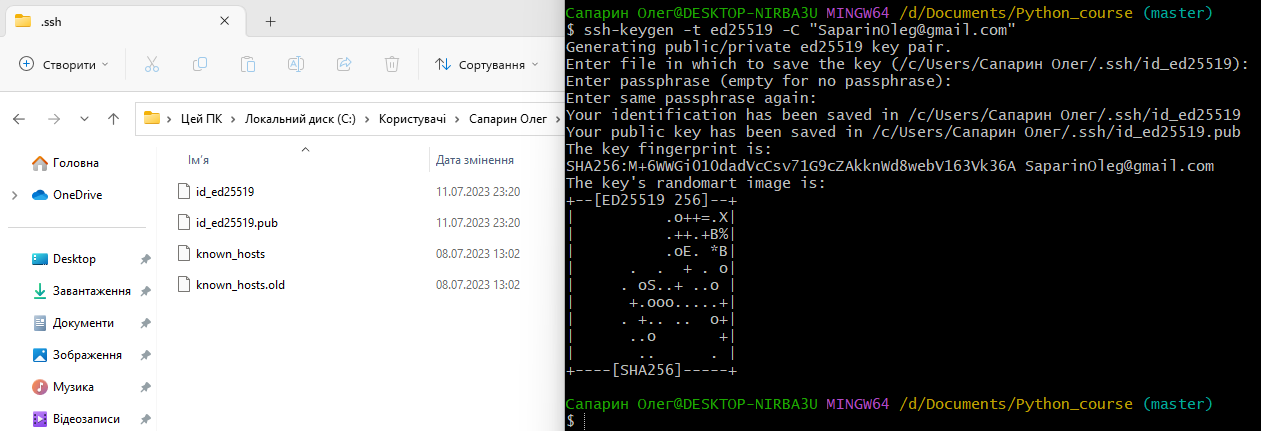 .ssh
Створити
Сортування
Цей ПК
Локальний диск (C:)
Користувачі
Сапарин Олег
Головна
OneDrive
Desktop
Завантаження
Документи
Зображення
Музика
Відеозаписи
Ім'я
Дата змінення
id_ed25519
11.07.2023 23:20
id_ed25519.pub
11.07.2023 23:20
known_hosts
08.07.2023 13:02
known_hosts.old
08.07.2023 13:02
Сапарин Олег@DESKTOP-NIRBA3U MINGW64 /d/Documents/Python_course (master)
$ ssh-keygen -t ed25519 -C "SaparinOleg@gmail.com"
Generating public/private ed25519 key pair.
Enter file in which to save the key (/c/Users/Сапарин Олег/.ssh/id_ed25519):
Enter passphrase (empty for no passphrase):
Enter same passphrase again:
Your identification has been saved in /c/Users/Сапарин Олег/.ssh/id_ed25519
Your public key has been saved in /c/Users/Сапарин Олег/.ssh/id_ed25519.pub
The key fingerprint is:
SHA256:M+6WWGiO1OdadVcCsv71G9cZAkknWd8webV163Vk36A SaparinOleg@gmail.com
The key's randomart image is:
+--[ED25519 256]--+
|           .o++=.X|
|           .++.+B%|
|           .oE. *B|
|       .  .  + . o|
|      . oS..+ ..o |
|       +.ooo.....+|
|      . +.. ..  o+|
|       ..o       +|
|        ..      . |
+----[SHA256]-----+
Сапарин Олег@DESKTOP-NIRBA3U MINGW64 /d/Documents/Python_course (master)
$